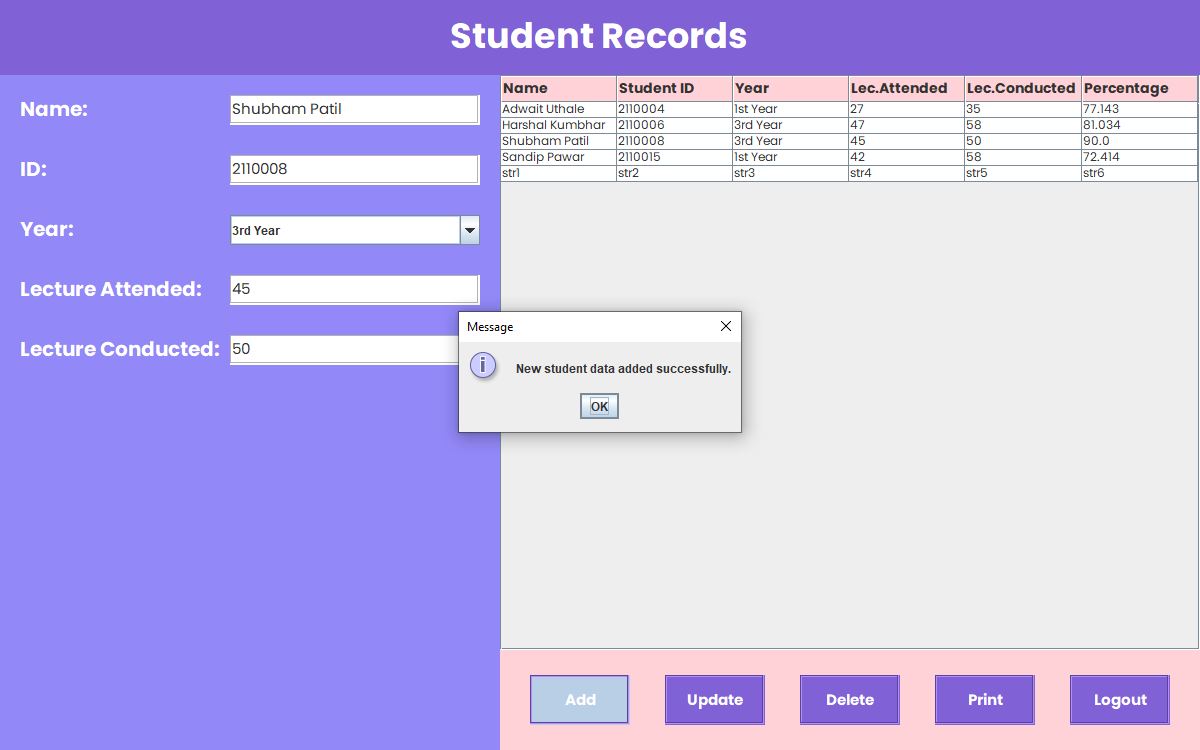 Student Records
Name: Shubham Patil
ID: 2110008
Year: 3rd Year
Lecture Attended: 45
Lecture Conducted: 50
Name Student ID Year Lec.Attended Lec.Conducted Percentage
Adwait Uthale 2110004 1st Year 27 35 77.143
Harshal Kumbhar 2110006 3rd Year 47 58 81.034
Shubham Patil 2110008 3rd Year 45 50 90.0
Sandip Pawar 2110015 1st Year 42 58 72.414
str1 str2 str3 str4 str5 str6
Message
New student data added successfully.
OK
Add Update Delete Print Logout